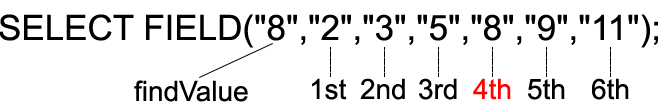 SELECT FIELD("8","2","3","5","8","9","11");
findValue 1st 2nd 3rd 4th 5th 6th